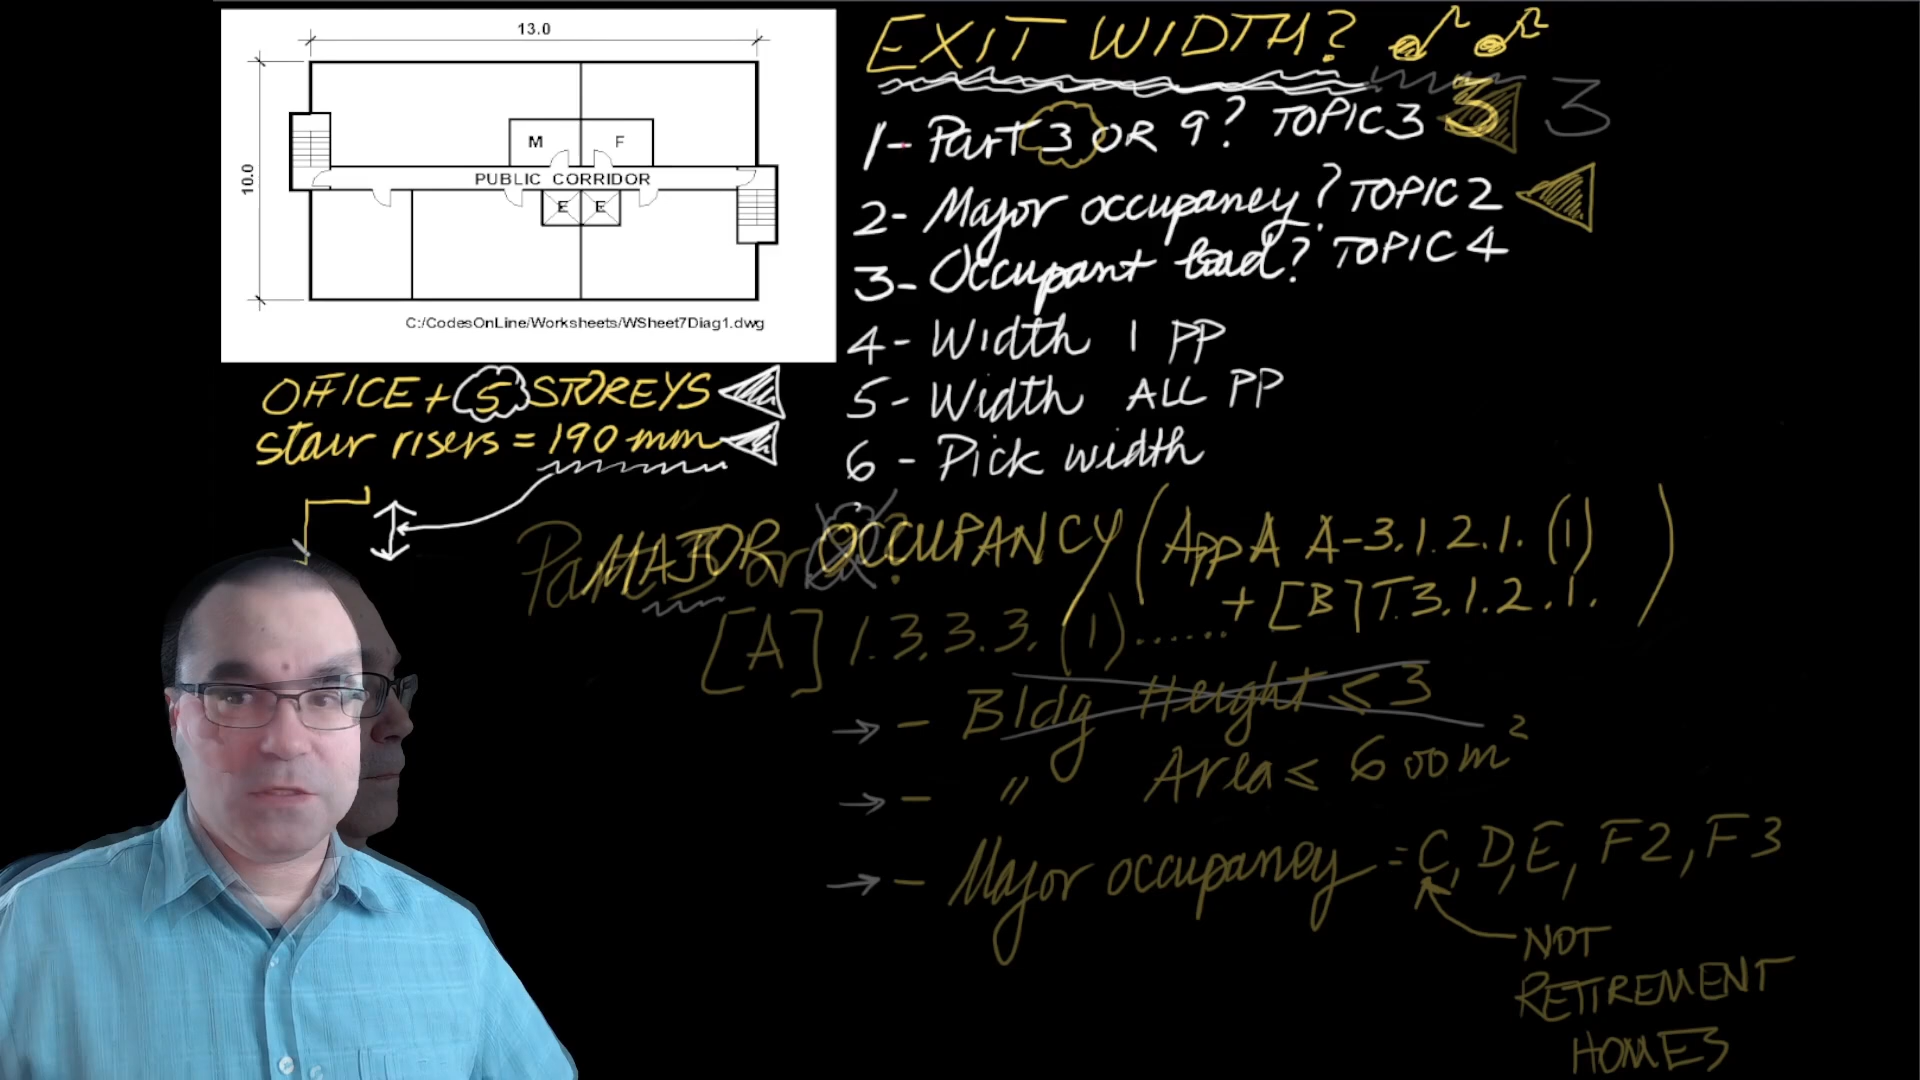 13.0
10.0
M
F
PUBLIC CORRIDOR
E E
C:/CodesOnLine/Worksheets/WSheet7Diag1.dwg
OFFICE + 5 STOREYS
stair risers = 190 mm
EXIT WIDTH?
1- Part 3 OR 9? TOPIC 3 3 3
2- Major occupancy? TOPIC 2
3- Occupant load? TOPIC 4
4- Width 1 PP
5- Width ALL PP
6- Pick width
MAJOR OCCUPANCY (App A A-3.1.2.1. (1)
+ [B] T.3.1.2.1. )
Part 3 or ?
[A] 1.3.3.3. (1)......
→ - Bldg Height ≤ 3
→ - " Area ≤ 600 m²
→ - Major occupancy = C, D, E, F2, F3
NOT
RETIREMENT
HOMES